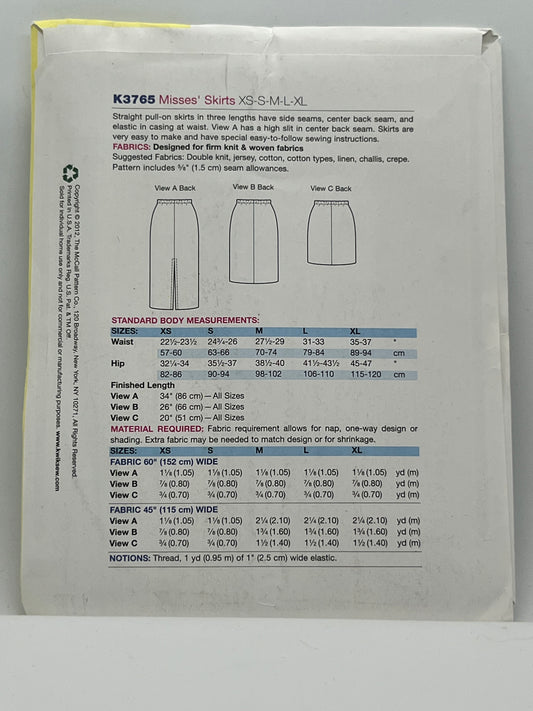 K3765 Misses' Skirts XS-S-M-L-XL
Straight pull-on skirts in three lengths have side seams, center back seam, and
elastic in casing at waist. View A has a high slit in center back seam. Skirts are
very easy to make and have special easy-to-follow sewing instructions.
FABRICS: Designed for firm knit & woven fabrics
Suggested Fabrics: Double knit, jersey, cotton, cotton types, linen, challis, crepe.
Pattern includes ⅝" (1.5 cm) seam allowances.
View A Back View B Back View C Back
STANDARD BODY MEASUREMENTS:
SIZES: XS S M L XL
Waist 22½-23½ 24¾-26 27½-29 31-33 35-37 "
57-60 63-66 70-74 79-84 89-94 cm
Hip 32¼-34 35½-37 38½-40 41½-43½ 45-47 "
82-86 90-94 98-102 106-110 115-120 cm
Finished Length
View A 34" (86 cm) — All Sizes
View B 26" (66 cm) — All Sizes
View C 20" (51 cm) — All Sizes
MATERIAL REQUIRED: Fabric requirement allows for nap, one-way design or
shading. Extra fabric may be needed to match design or for shrinkage.
SIZES: XS S M L XL
FABRIC 60" (152 cm) WIDE
View A 1⅛ (1.05) 1⅛ (1.05) 1⅛ (1.05) 1⅛ (1.05) 1⅛ (1.05) yd (m)
View B ⅞ (0.80) ⅞ (0.80) ⅞ (0.80) ⅞ (0.80) ⅞ (0.80) yd (m)
View C ¾ (0.70) ¾ (0.70) ¾ (0.70) ¾ (0.70) ¾ (0.70) yd (m)
FABRIC 45" (115 cm) WIDE
View A 1⅛ (1.05) 1⅛ (1.05) 2¼ (2.10) 2¼ (2.10) 2¼ (2.10) yd (m)
View B ⅞ (0.80) ⅞ (0.80) 1¾ (1.60) 1¾ (1.60) 1¾ (1.60) yd (m)
View C ¾ (0.70) ¾ (0.70) 1½ (1.40) 1½ (1.40) 1½ (1.40) yd (m)
NOTIONS: Thread, 1 yd (0.95 m) of 1" (2.5 cm) wide elastic.
Copyright © 2012, The McCall Pattern Co., 120 Broadway, New York, NY 10271, All Rights Reserved.
Printed in U.S.A. Trademarks Reg. U.S. Pat. & TM Off.
Sold for individual home use only and not for commercial or manufacturing purposes. www.kwiksew.com